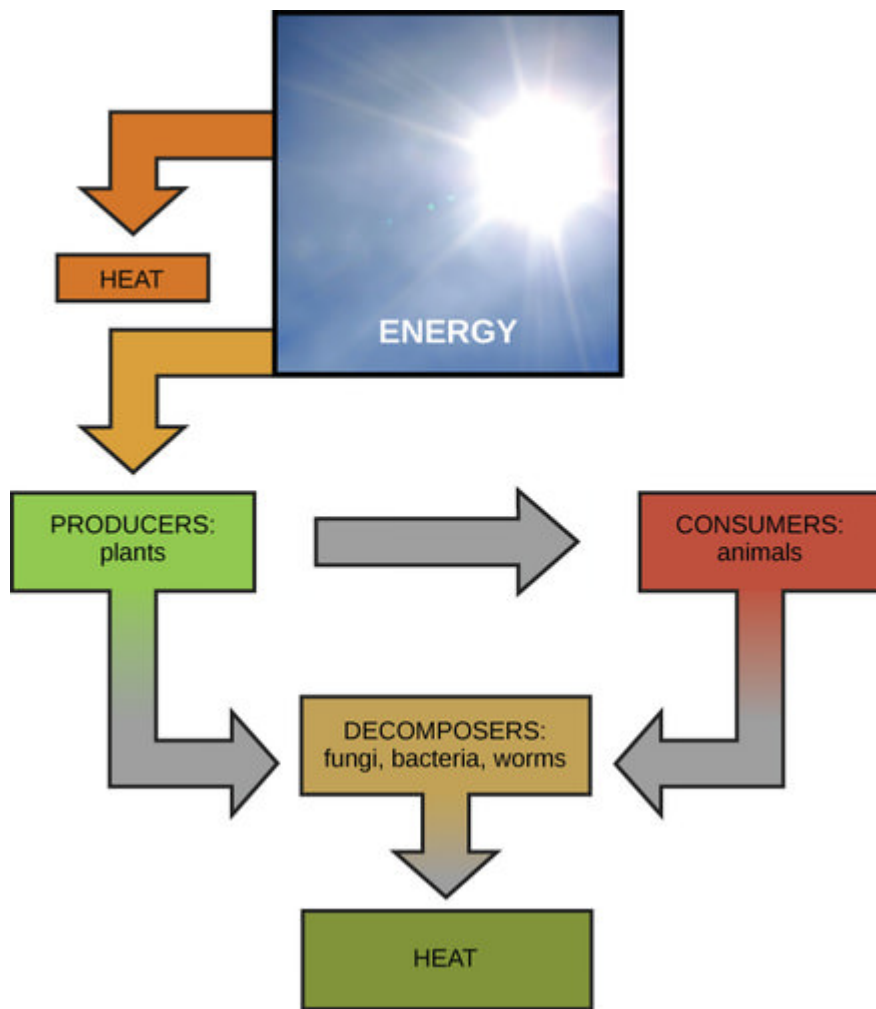 HEAT
ENERGY
PRODUCERS:
plants
CONSUMERS:
animals
DECOMPOSERS:
fungi, bacteria, worms
HEAT